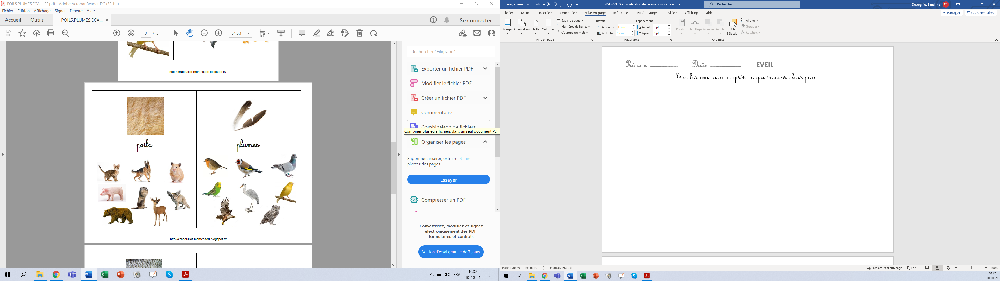 POILS.PLUMES.ECAILLES.pdf - Adobe Acrobat Reader DC (32-bit)
Fichier Edition Affichage Signer Fenêtre Aide
Accueil Outils POILS.PLUMES.ECA... × Se connecter
3 / 5 54,5%
http://crapouillot-montessori.blogspot.fr/
poils plumes
http://crapouillot-montessori.blogspot.fr/
Rechercher "Filigrane"
Exporter un fichier PDF
Modifier le fichier PDF
Créer un fichier PDF
Commentaire
Combinaison de fichiers
Combiner plusieurs fichiers dans un seul document PDF
Organiser les pages
Supprimer, insérer, extraire et faire
pivoter des pages
Essayer
Compresser un PDF
Convertissez, modifiez et signez
électroniquement des PDF
formulaires et contrats
Version d'essai gratuite de 7 jours
FRA 10:32
10-10-21
Enregistrement automatique DEVERGNIES - classification des animaux - docs élè... Rechercher Devergnies Sandrine DS
Fichier Accueil Insertion Conception Mise en page Références Publipostage Révision Affichage Aide Partager Commentaires
Marges Orientation Taille Colonnes
Sauts de page
Numéros de lignes
Coupure de mots
Mise en page
Retrait Espacement
À gauche : 0 cm Avant : 0 pt
À droite : 0 cm Après : 8 pt
Paragraphe
Position Habillage Avancer Reculer Volet
Sélection
Aligner
Grouper
Rotation
Organiser
Prénom Date EVEIL
Trie les animaux d'après ce qui recouvre leur peau.
Page 1 sur 25 169 mots Français (France) Paramètres d'affichage Focus 100%
10:32
10-10-21